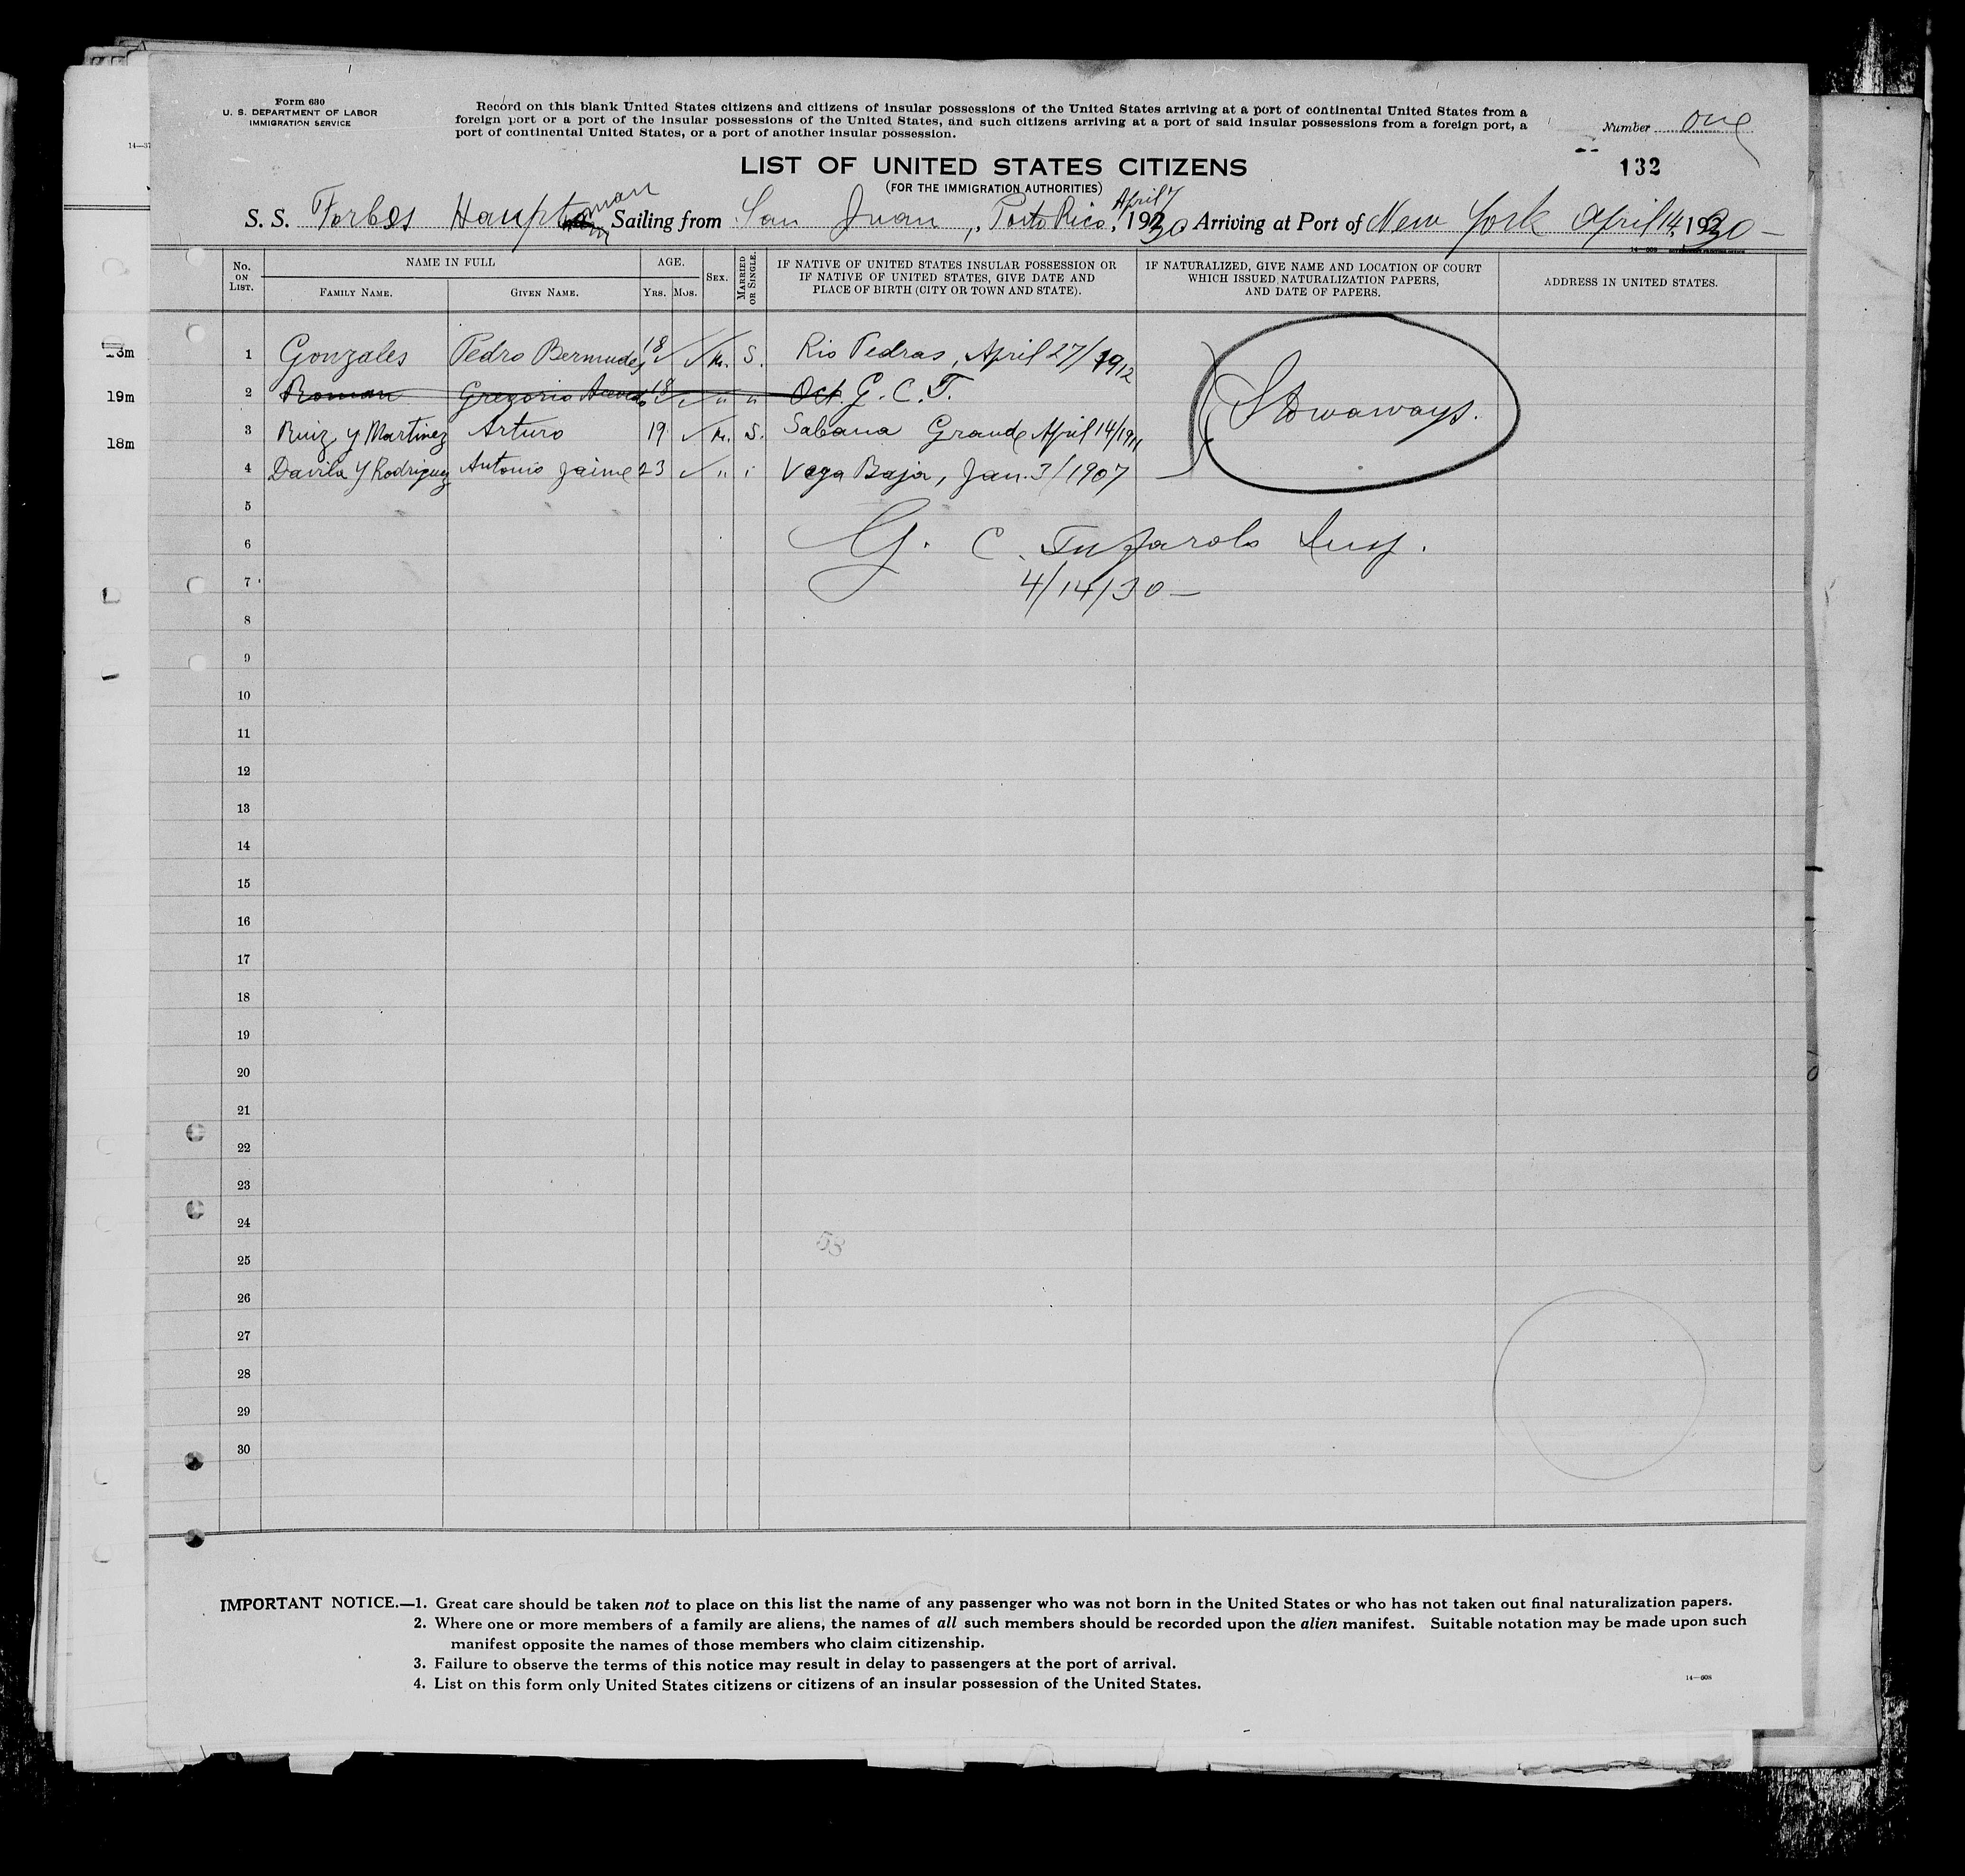 Form 630
U. S. DEPARTMENT OF LABOR
IMMIGRATION SERVICE
Record on this blank United States citizens and citizens of insular possessions of the United States arriving at a port of continental United States from a
foreign port or a port of the insular possessions of the United States, and such citizens arriving at a port of said insular possessions from a foreign port, a
port of continental United States, or a port of another insular possession.
Number one
132
LIST OF UNITED STATES CITIZENS
(FOR THE IMMIGRATION AUTHORITIES)
S. S. Forbes Hauptman Sailing from San Juan, Porto Rico, April 7 1930 Arriving at Port of New York April 14, 1930
14—608
No. ON LIST. NAME IN FULL AGE. SEX. MARRIED OR SINGLE. IF NATIVE OF UNITED STATES INSULAR POSSESSION OR IF NATIVE OF UNITED STATES, GIVE DATE AND PLACE OF BIRTH (CITY OR TOWN AND STATE). IF NATURALIZED, GIVE NAME AND LOCATION OF COURT WHICH ISSUED NATURALIZATION PAPERS, AND DATE OF PAPERS. ADDRESS IN UNITED STATES.
FAMILY NAME. GIVEN NAME. YRS. MOS.
13m
1 Gonzales Pedro Bermudez 18 ✓ ✓ M. S. Rio Pedras, April 27/1912
19m
2 Roman Gregorio 18 ✓ " " Oct. G. C. T.
18m
3 Ruiz y Martinez Arturo 19 ✓ M. S. Sabana Grande April 14/1911
4 Davila y Rodriguez Antonio Jaime 23 ✓ " " Vega Baja, Jan. 3/1907
Stowaways.
5
6 G. C. Insp.
7 4/14/30
8
9
10
11
12
13
14
15
16
17
18
19
20
21
22
23
24
53
25
26
27
28
29
30
IMPORTANT NOTICE.—1. Great care should be taken not to place on this list the name of any passenger who was not born in the United States or who has not taken out final naturalization papers.
2. Where one or more members of a family are aliens, the names of all such members should be recorded upon the alien manifest. Suitable notation may be made upon such
manifest opposite the names of those members who claim citizenship.
3. Failure to observe the terms of this notice may result in delay to passengers at the port of arrival.
4. List on this form only United States citizens or citizens of an insular possession of the United States.
14—608